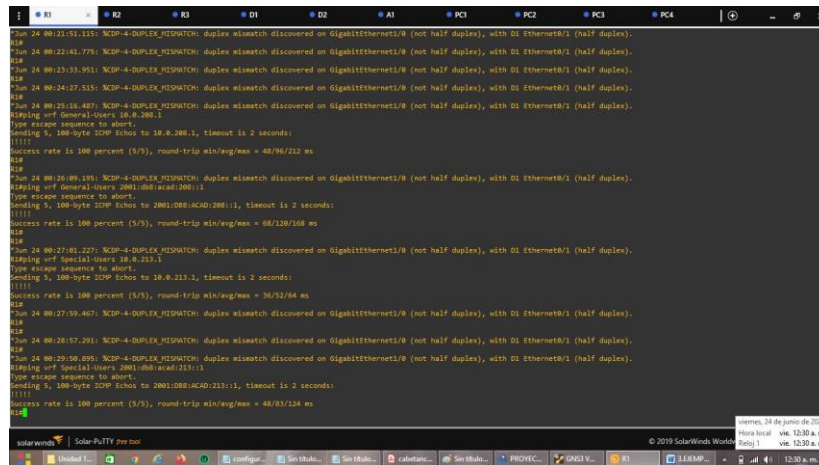 R1 × R2 R3 D1 D2 A1 PC1 PC2 PC3 PC4
*Jun 24 00:21:51.115: %CDP-4-DUPLEX_MISMATCH: duplex mismatch discovered on GigabitEthernet1/0 (not half duplex), with D1 Ethernet0/1 (half duplex).
R1#
*Jun 24 00:22:41.775: %CDP-4-DUPLEX_MISMATCH: duplex mismatch discovered on GigabitEthernet1/0 (not half duplex), with D1 Ethernet0/1 (half duplex).
R1#
*Jun 24 00:23:33.951: %CDP-4-DUPLEX_MISMATCH: duplex mismatch discovered on GigabitEthernet1/0 (not half duplex), with D1 Ethernet0/1 (half duplex).
R1#
*Jun 24 00:24:27.515: %CDP-4-DUPLEX_MISMATCH: duplex mismatch discovered on GigabitEthernet1/0 (not half duplex), with D1 Ethernet0/1 (half duplex).
R1#
*Jun 24 00:25:16.487: %CDP-4-DUPLEX_MISMATCH: duplex mismatch discovered on GigabitEthernet1/0 (not half duplex), with D1 Ethernet0/1 (half duplex).
R1#ping vrf General-Users 10.0.208.1
Type escape sequence to abort.
Sending 5, 100-byte ICMP Echos to 10.0.208.1, timeout is 2 seconds:
!!!!!
Success rate is 100 percent (5/5), round-trip min/avg/max = 48/96/212 ms
R1#
R1#
*Jun 24 00:26:09.195: %CDP-4-DUPLEX_MISMATCH: duplex mismatch discovered on GigabitEthernet1/0 (not half duplex), with D1 Ethernet0/1 (half duplex).
R1#ping vrf General-Users 2001:db8:acad:208::1
Type escape sequence to abort.
Sending 5, 100-byte ICMP Echos to 2001:DB8:ACAD:208::1, timeout is 2 seconds:
!!!!!
Success rate is 100 percent (5/5), round-trip min/avg/max = 68/120/168 ms
R1#
R1#
*Jun 24 00:27:01.227: %CDP-4-DUPLEX_MISMATCH: duplex mismatch discovered on GigabitEthernet1/0 (not half duplex), with D1 Ethernet0/1 (half duplex).
R1#ping vrf Special-Users 10.0.213.1
Type escape sequence to abort.
Sending 5, 100-byte ICMP Echos to 10.0.213.1, timeout is 2 seconds:
!!!!!
Success rate is 100 percent (5/5), round-trip min/avg/max = 36/52/64 ms
R1#
*Jun 24 00:27:59.467: %CDP-4-DUPLEX_MISMATCH: duplex mismatch discovered on GigabitEthernet1/0 (not half duplex), with D1 Ethernet0/1 (half duplex).
R1#
R1#
*Jun 24 00:28:57.291: %CDP-4-DUPLEX_MISMATCH: duplex mismatch discovered on GigabitEthernet1/0 (not half duplex), with D1 Ethernet0/1 (half duplex).
R1#
*Jun 24 00:29:50.895: %CDP-4-DUPLEX_MISMATCH: duplex mismatch discovered on GigabitEthernet1/0 (not half duplex), with D1 Ethernet0/1 (half duplex).
R1#ping vrf Special-Users 2001:db8:acad:213::1
Type escape sequence to abort.
Sending 5, 100-byte ICMP Echos to 2001:DB8:ACAD:213::1, timeout is 2 seconds:
!!!!!
Success rate is 100 percent (5/5), round-trip min/avg/max = 48/83/124 ms
R1#
viernes, 24 de junio de 20
Hora local vie. 12:30 a.
Reloj 1 vie. 12:30 a.
solarwinds | Solar-PuTTY free tool © 2019 SolarWinds Worldw
Unidad 1... configur... Sin título... Sin título... cabetanc... Sin título... PROYEC... GNS3 V... R1 3.EJEMP... 12:30 a. m.